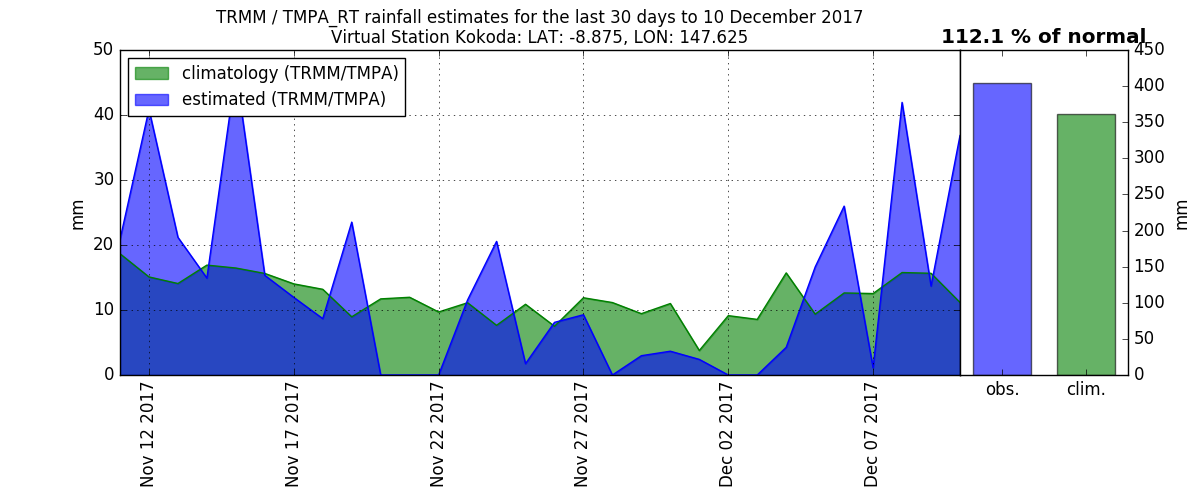 TRMM / TMPA_RT rainfall estimates for the last 30 days to 10 December 2017
Virtual Station Kokoda: LAT: -8.875, LON: 147.625
112.1 % of normal
climatology (TRMM/TMPA)
estimated (TRMM/TMPA)
50
40
30
20
10
0
mm
Nov 12 2017
Nov 17 2017
Nov 22 2017
Nov 27 2017
Dec 02 2017
Dec 07 2017
obs.
clim.
450
400
350
300
250
200
150
100
50
0
mm